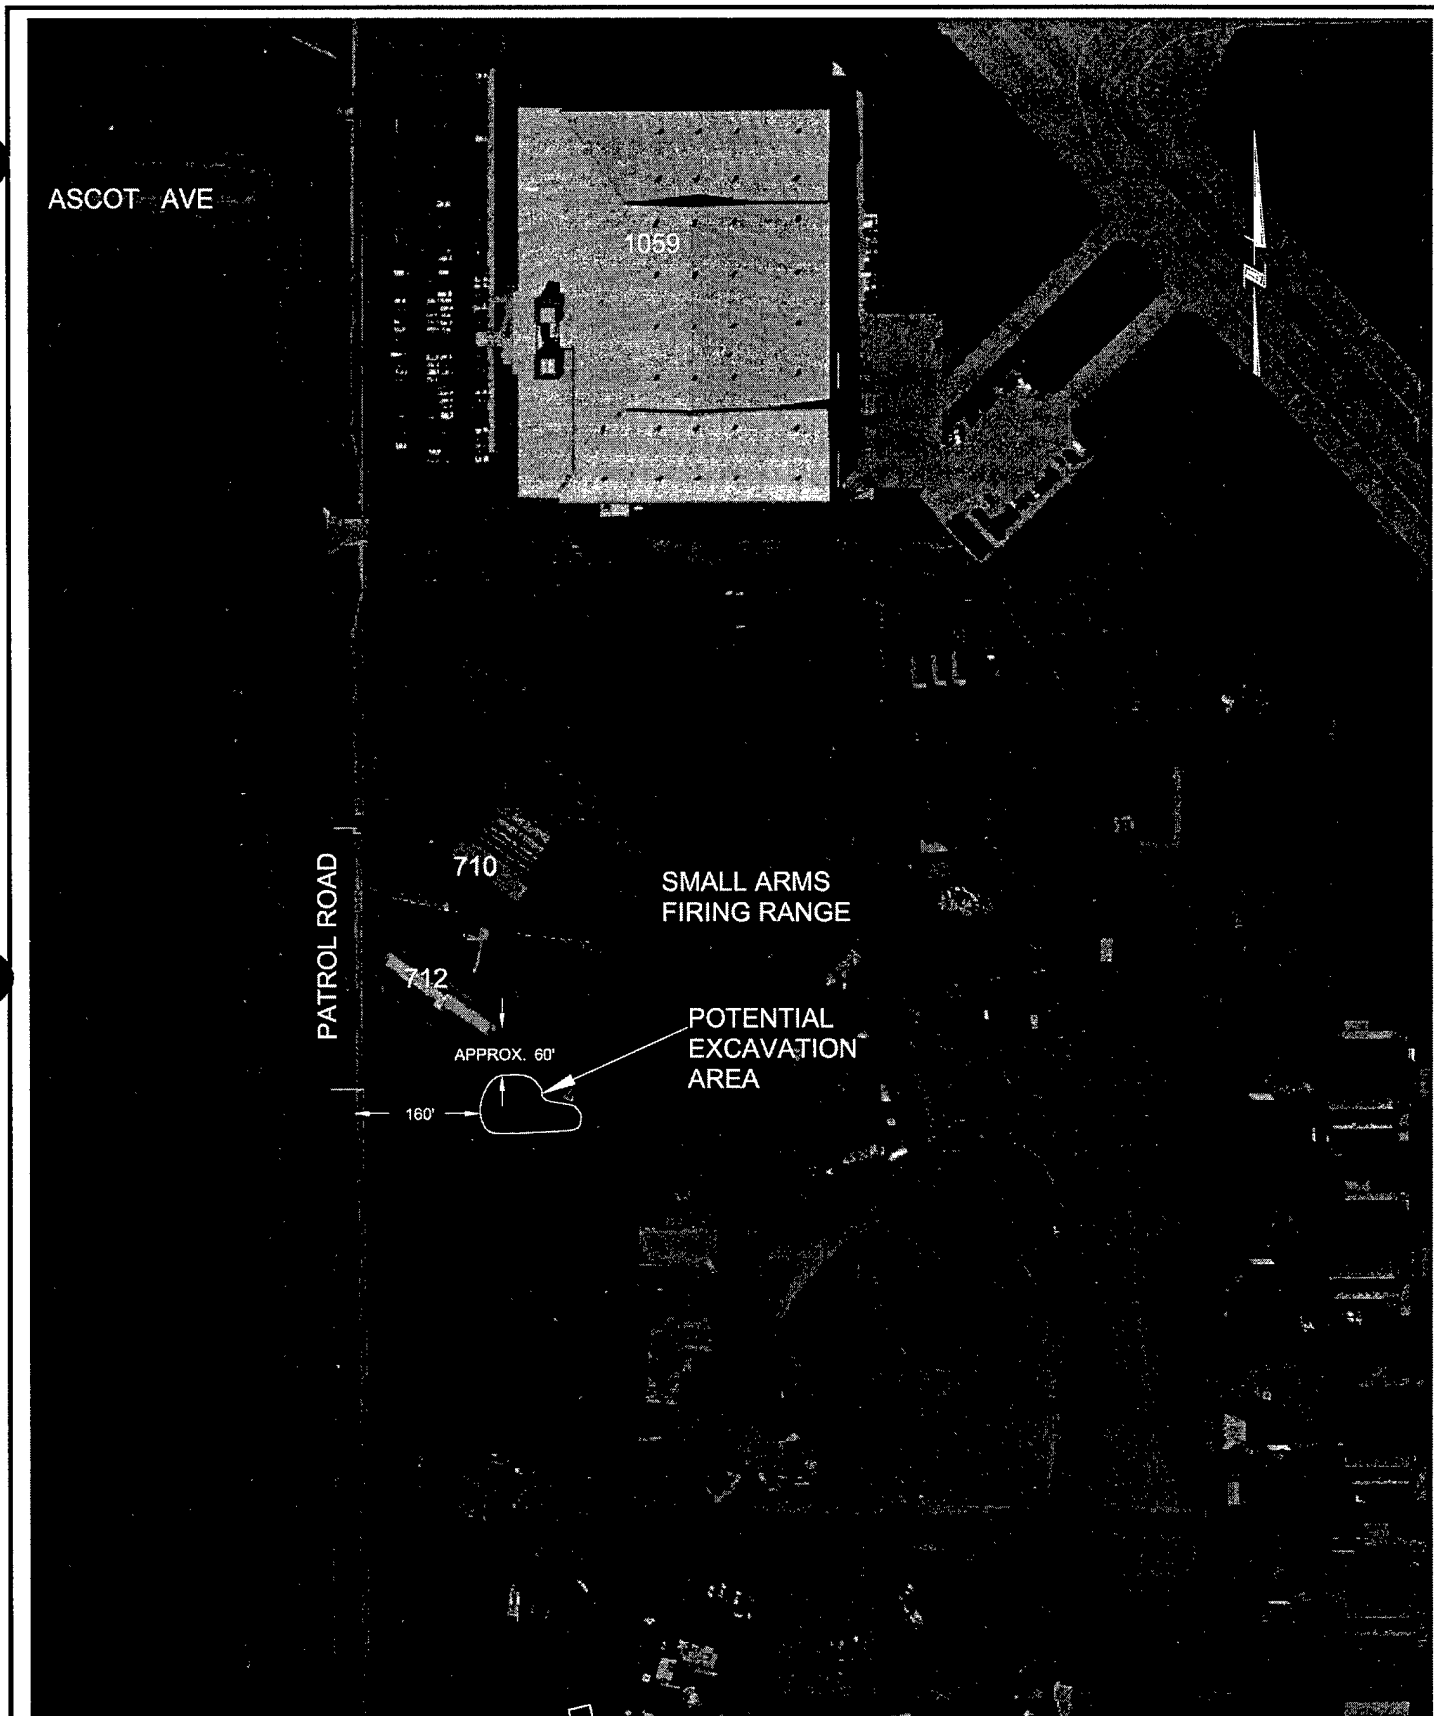 ASCOT AVE
1059
710
SMALL ARMS
FIRING RANGE
PATROL ROAD
712
POTENTIAL
EXCAVATION
AREA
APPROX. 60'
160'